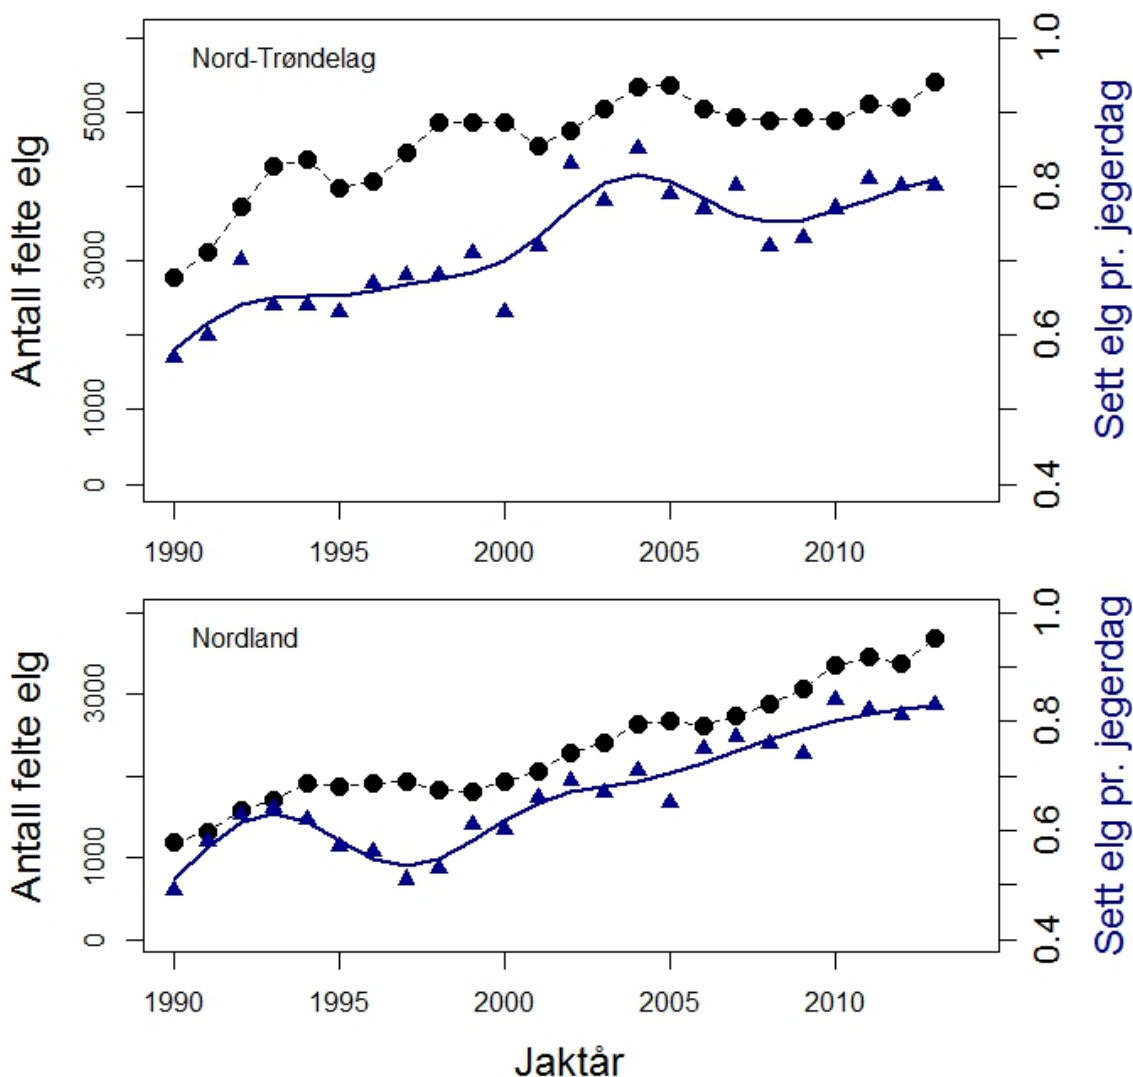 Nord-Trøndelag
Antall felte elg
0 1000 3000 5000
0.4 0.6 0.8 1.0
Sett elg pr. jegerdag
1990 1995 2000 2005 2010
Nordland
Antall felte elg
0 1000 3000
0.4 0.6 0.8 1.0
Sett elg pr. jegerdag
1990 1995 2000 2005 2010
Jaktår